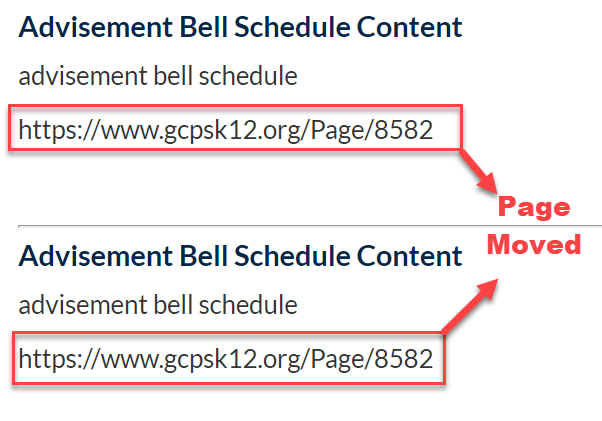 Advisement Bell Schedule Content
advisement bell schedule
https://www.gcpsk12.org/Page/8582
Page
Moved
Advisement Bell Schedule Content
advisement bell schedule
https://www.gcpsk12.org/Page/8582